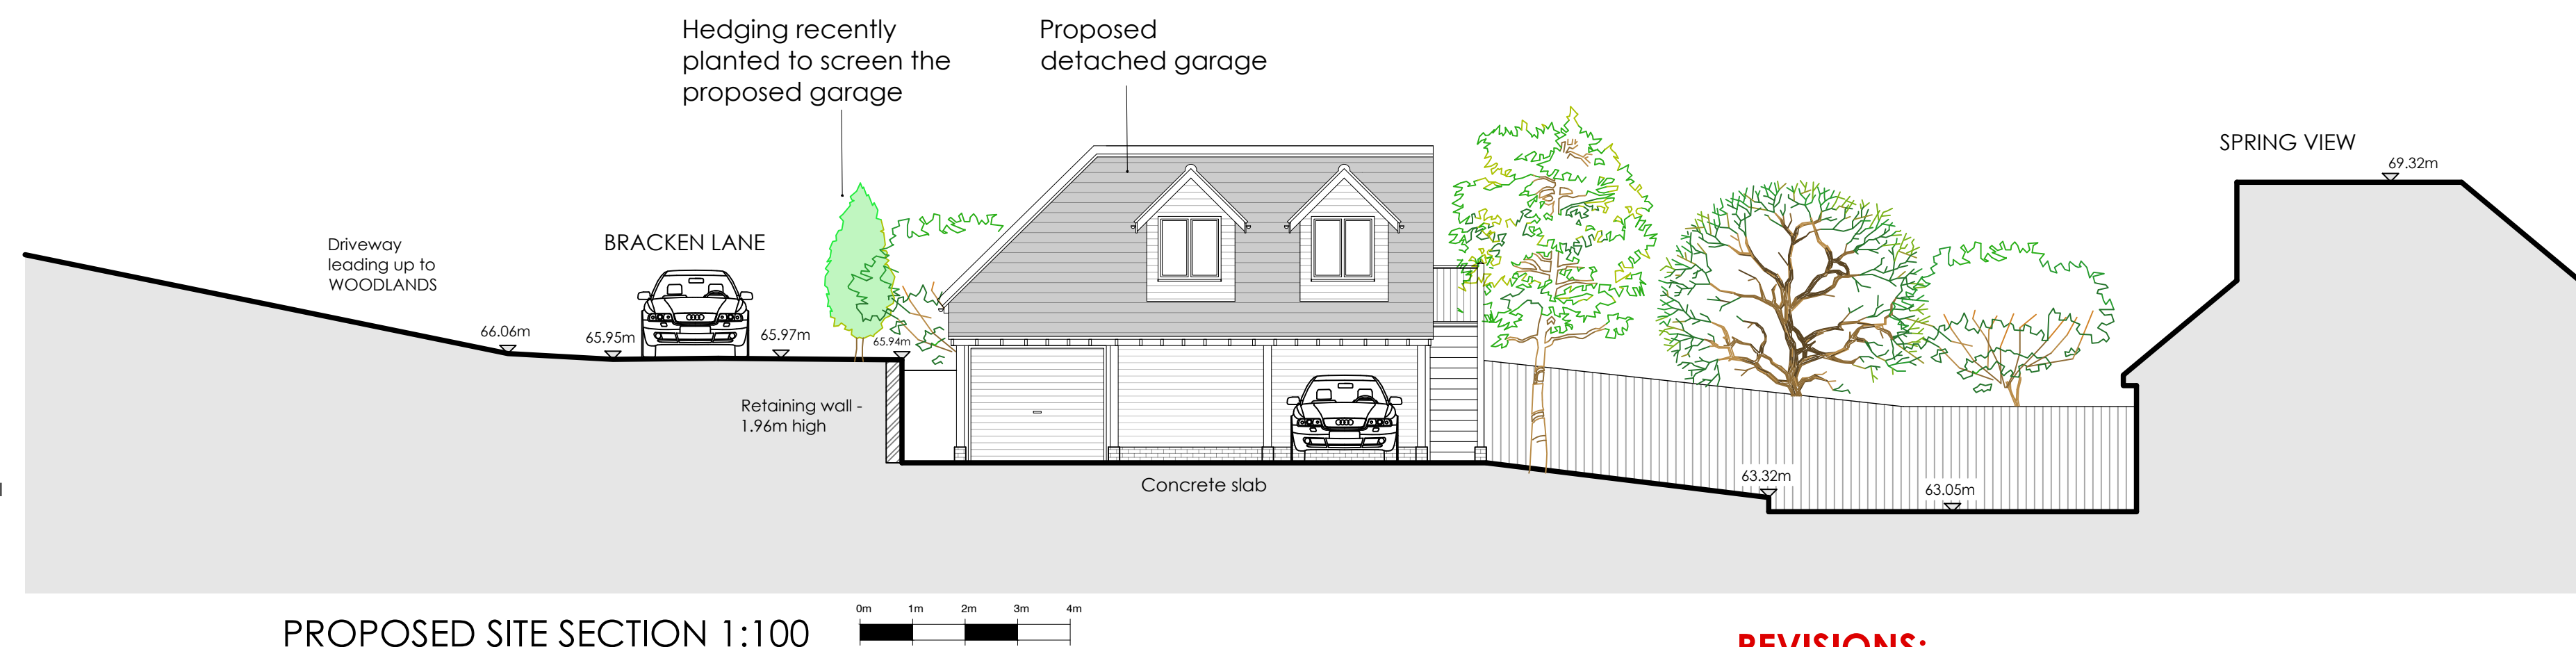 Hedging recently
planted to screen the
proposed garage
Proposed
detached garage
SPRING VIEW
69.32m
Driveway
leading up to
WOODLANDS
BRACKEN LANE
66.06m
65.95m
65.97m
65.94m
Retaining wall -
1.96m high
Concrete slab
63.32m
63.05m
PROPOSED SITE SECTION 1:100
0m 1m 2m 3m 4m
REVISIONS: